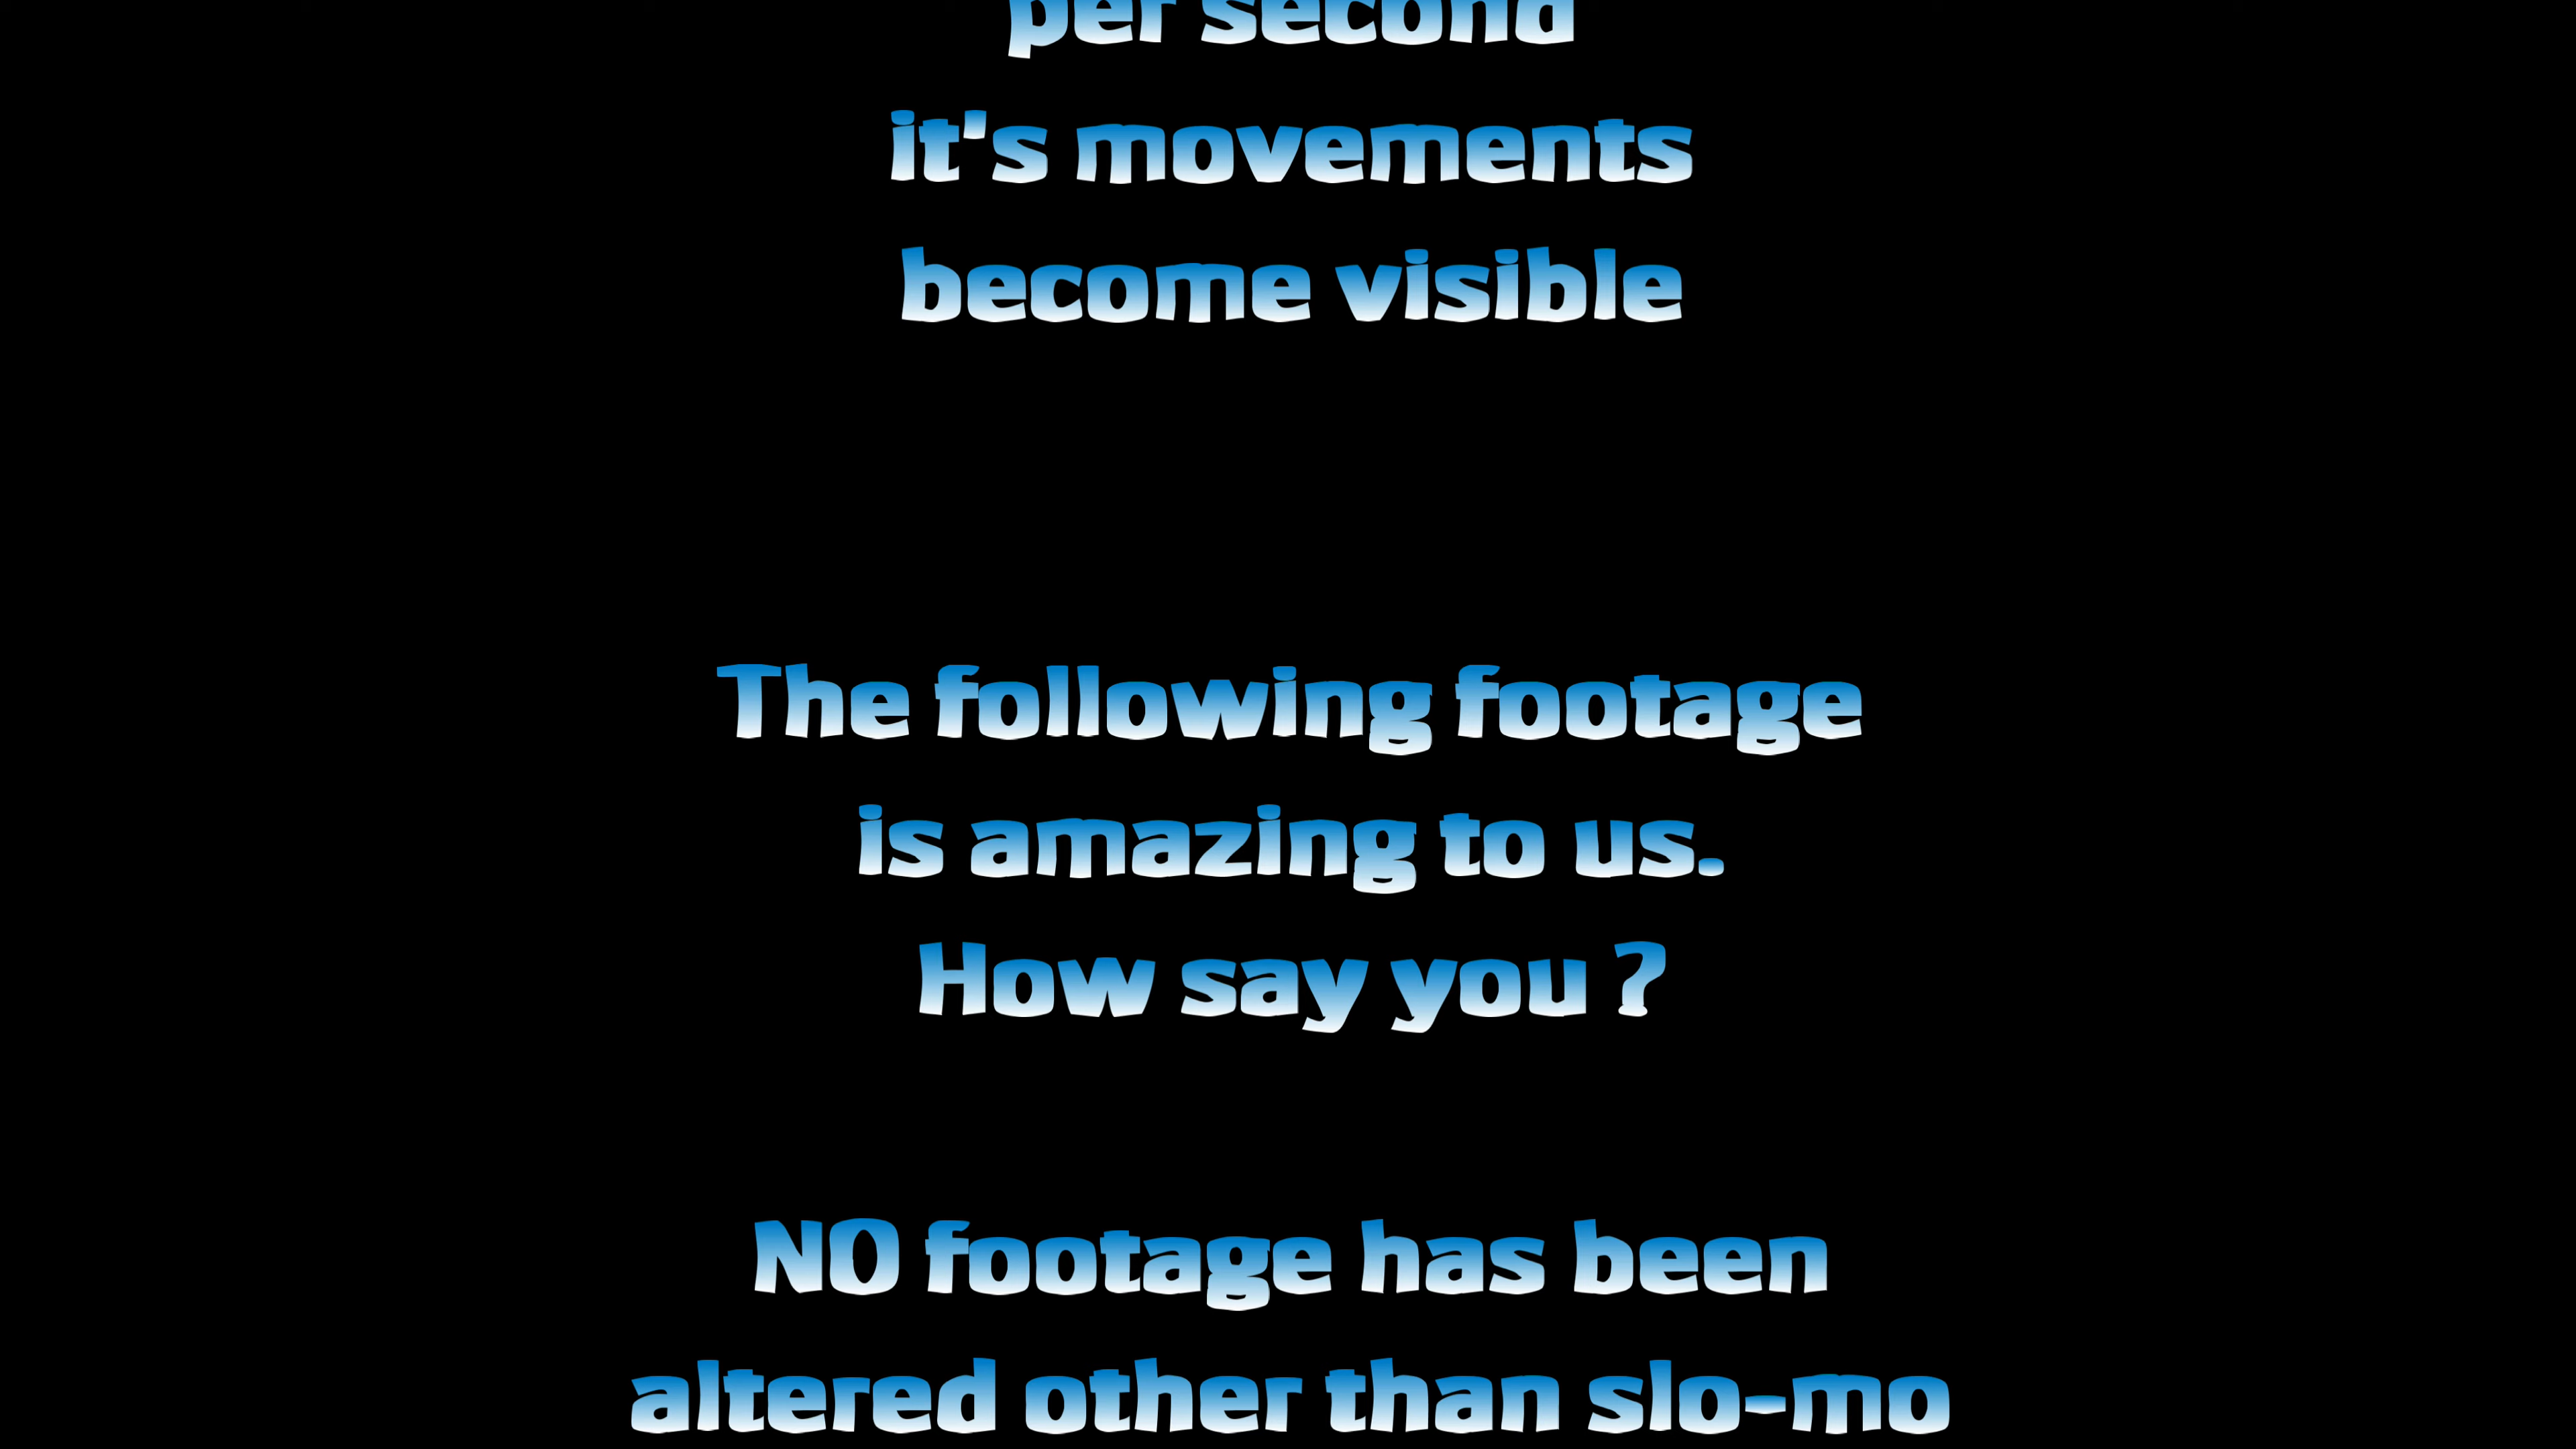 per second
it's movements
become visible
The following footage
is amazing to us.
How say you ?
NO footage has been
altered other than slo-mo